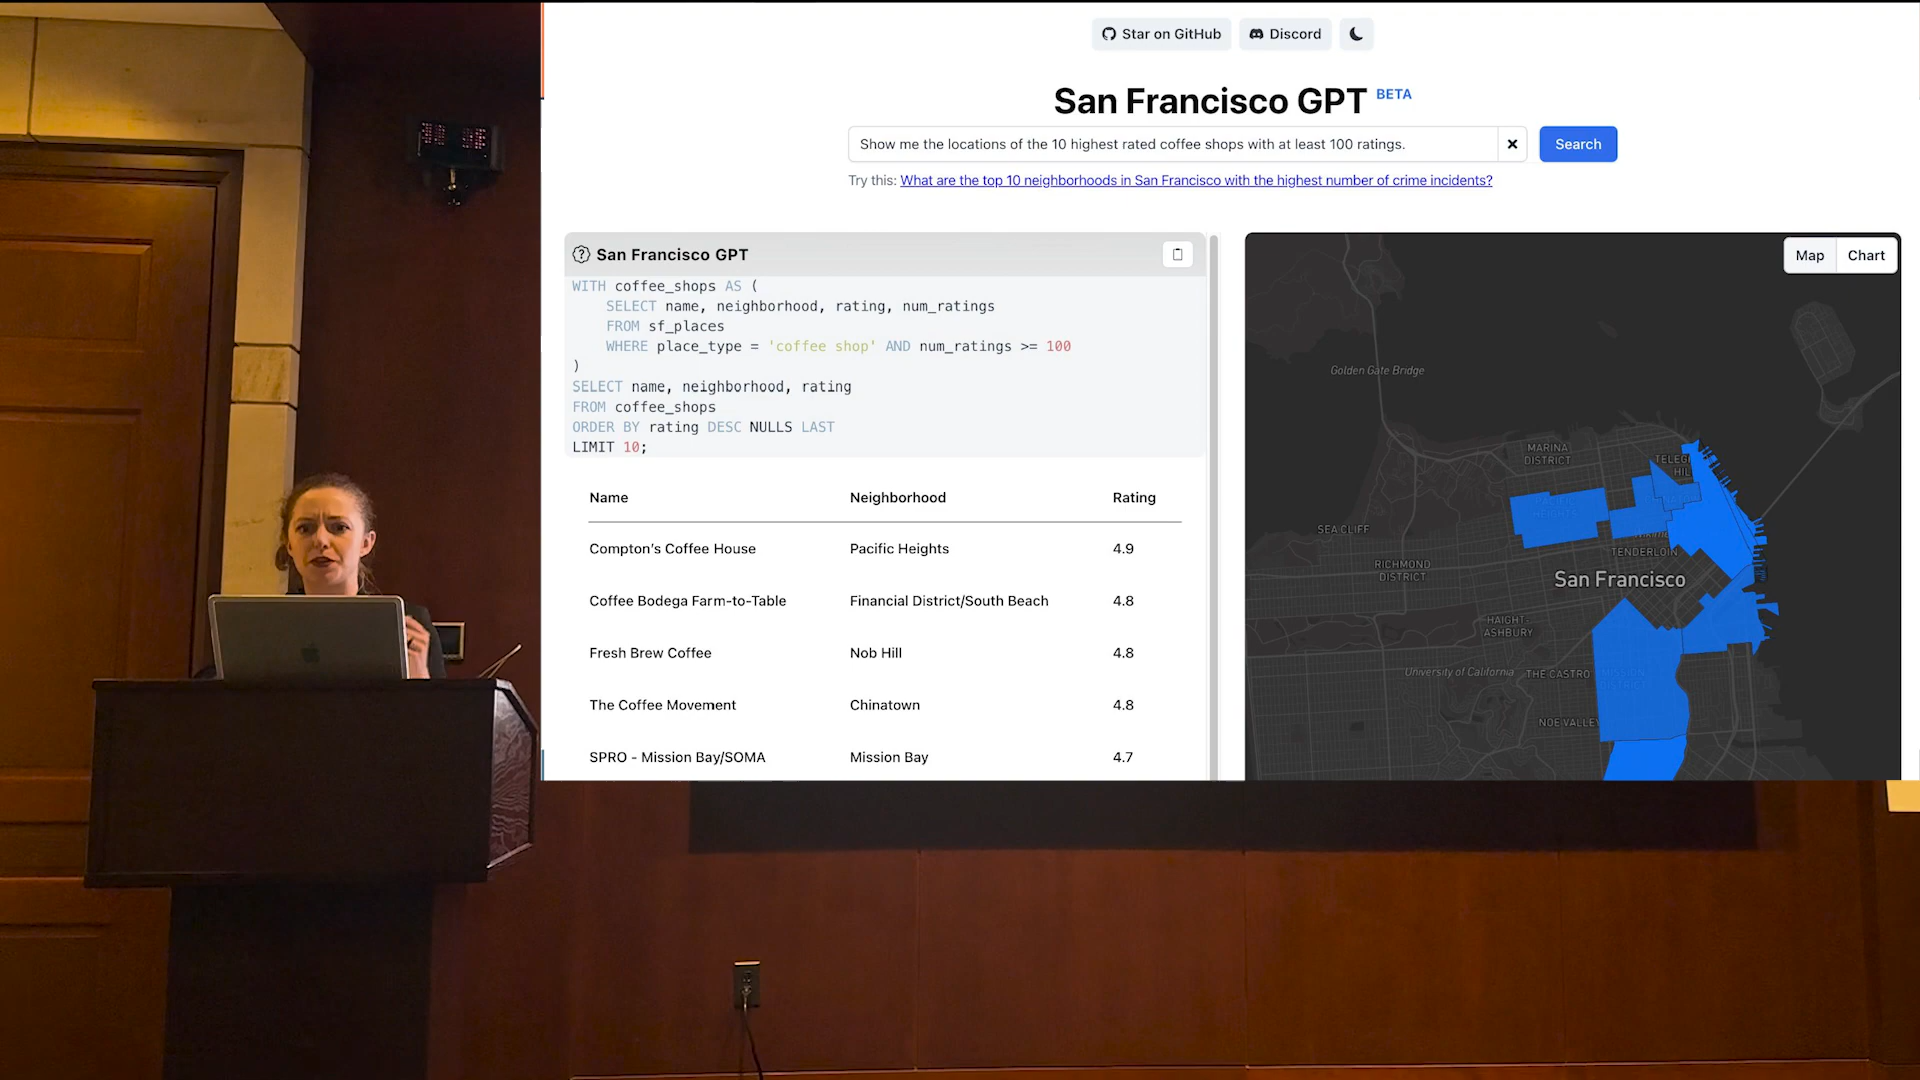 Star on GitHub
Discord
San Francisco GPT BETA
Show me the locations of the 10 highest rated coffee shops with at least 100 ratings.
Search
Try this: What are the top 10 neighborhoods in San Francisco with the highest number of crime incidents?
San Francisco GPT
WITH coffee_shops AS (
SELECT name, neighborhood, rating, num_ratings
FROM sf_places
WHERE place_type = 'coffee shop' AND num_ratings >= 100
)
SELECT name, neighborhood, rating
FROM coffee_shops
ORDER BY rating DESC NULLS LAST
LIMIT 10;
Name Neighborhood Rating
Compton's Coffee House Pacific Heights 4.9
Coffee Bodega Farm-to-Table Financial District/South Beach 4.8
Fresh Brew Coffee Nob Hill 4.8
The Coffee Movement Chinatown 4.8
SPRO - Mission Bay/SOMA Mission Bay 4.7
Map Chart
Golden Gate Bridge
MARINA
DISTRICT
HIL
SEA CLIFF
TENDERLOIN
RICHMOND
DISTRICT
San Francisco
HAIGHT-
ASHBURY
University of California
THE CASTRO
MISSION
DISTRICT
NOE VALLEY